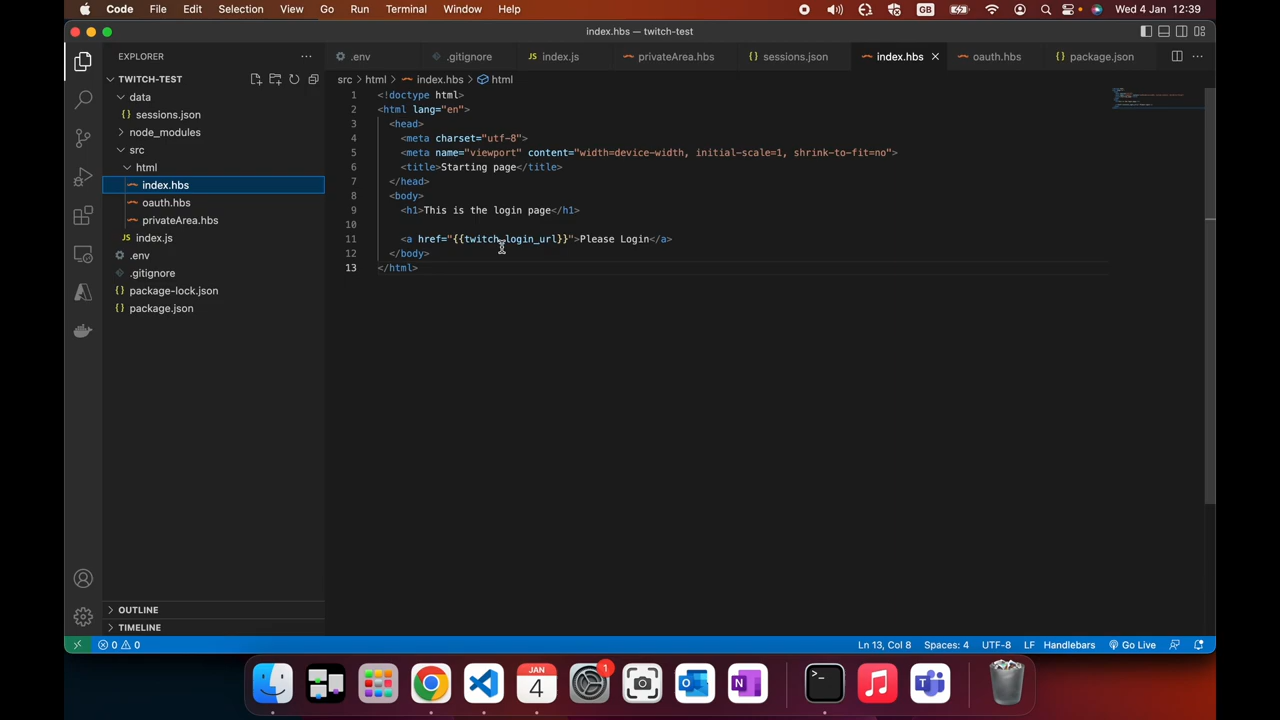 Code File Edit Selection View Go Run Terminal Window Help GB Wed 4 Jan 12:39
index.hbs — twitch-test
EXPLORER
.env .gitignore JS index.js privateArea.hbs {} sessions.json index.hbs oauth.hbs {} package.json
TWITCH-TEST
data
{} sessions.json
node_modules
src
html
index.hbs
oauth.hbs
privateArea.hbs
JS index.js
.env
.gitignore
{} package-lock.json
{} package.json
OUTLINE
TIMELINE
src > html > index.hbs > html
1 <!doctype html>
2 <html lang="en">
3 <head>
4 <meta charset="utf-8">
5 <meta name="viewport" content="width=device-width, initial-scale=1, shrink-to-fit=no">
6 <title>Starting page</title>
7 </head>
8 <body>
9 <h1>This is the login page</h1>
10
11 <a href="{{twitch_login_url}}">Please Login</a>
12 </body>
13 </html>
0 0 Ln 13, Col 8 Spaces: 4 UTF-8 LF Handlebars Go Live
JAN
4
1